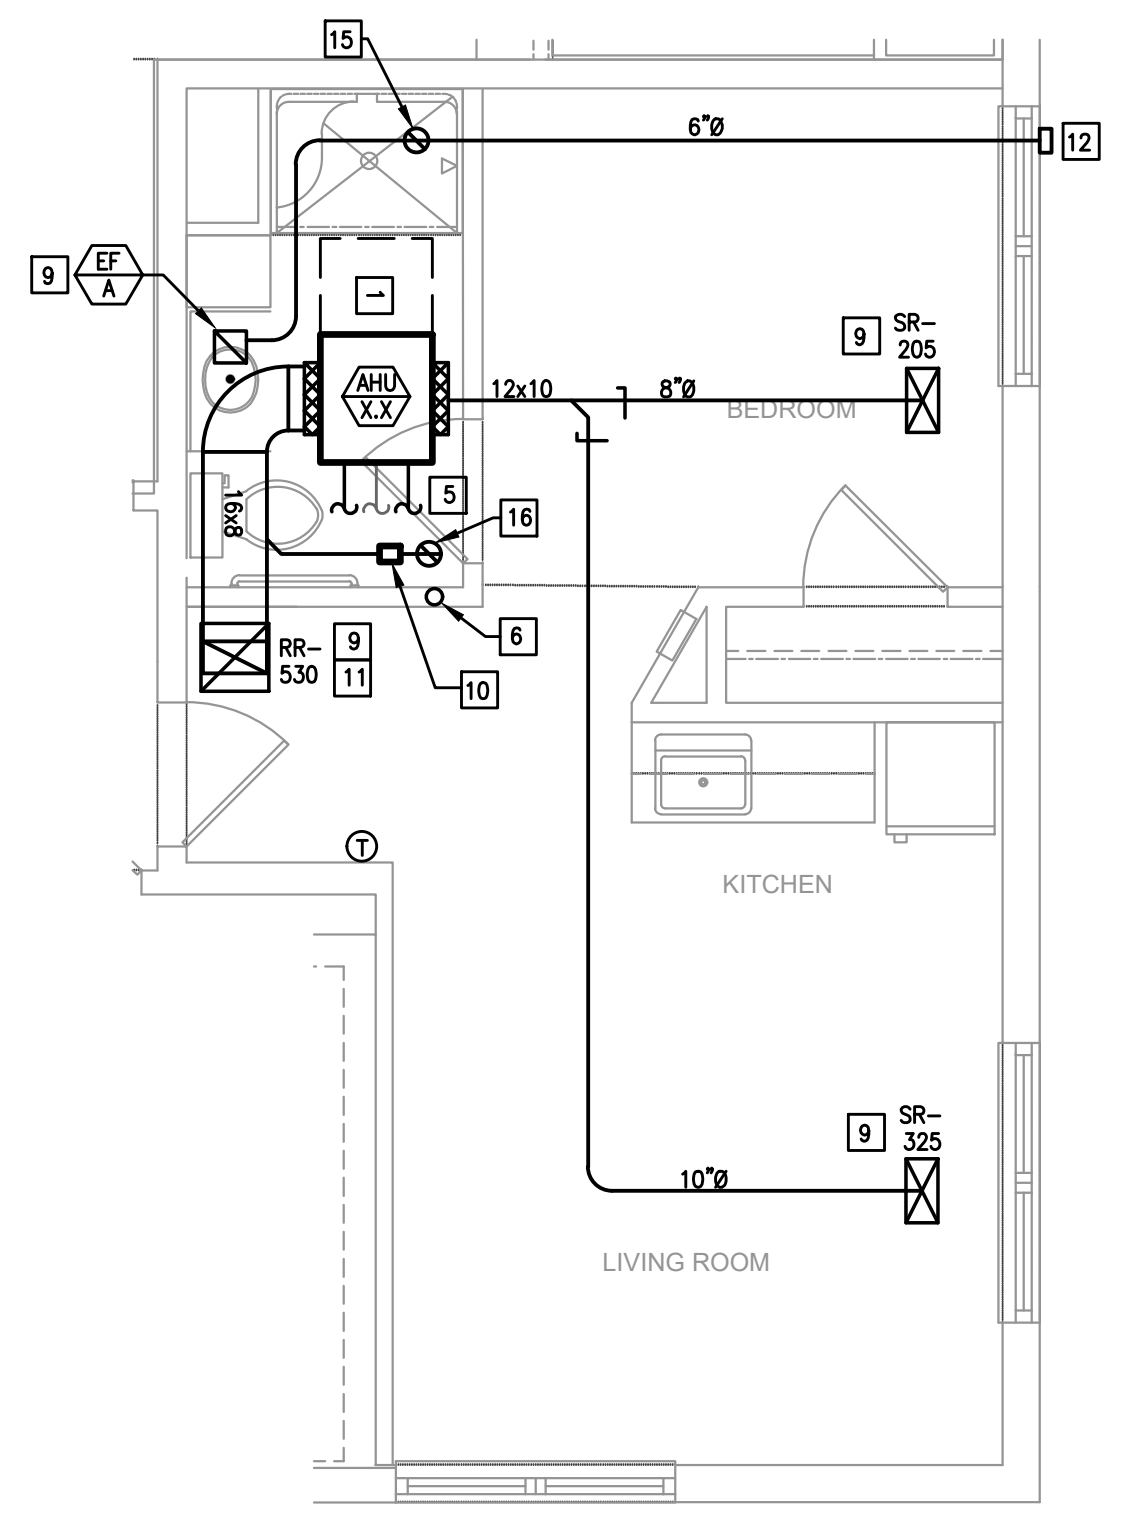 15
6"Ø
12
EF
9
A
1
SR-
9
205
AHU
X.X
12x10
8"Ø
BEDROOM
5
16x8
16
6
RR-
530
9
11
10
T
KITCHEN
SR-
9
325
10"Ø
LIVING ROOM